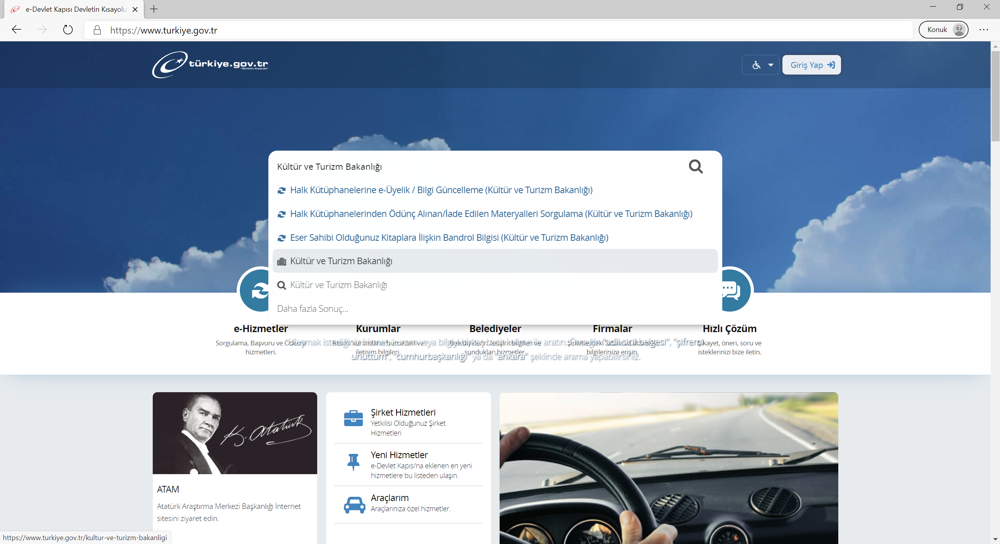 e-Devlet Kapısı Devletin Kısayolu
https://www.turkiye.gov.tr
Konuk
türkiye.gov.tr
"Devletin Kısayolu"
Giriş Yap
Kültür ve Turizm Bakanlığı
Halk Kütüphanelerine e-Üyelik / Bilgi Güncelleme (Kültür ve Turizm Bakanlığı)
Halk Kütüphanelerinden Ödünç Alınan/İade Edilen Materyalleri Sorgulama (Kültür ve Turizm Bakanlığı)
Eser Sahibi Olduğunuz Kitaplara İlişkin Bandrol Bilgisi (Kültür ve Turizm Bakanlığı)
Kültür ve Turizm Bakanlığı
Kültür ve Turizm Bakanlığı
Daha fazla Sonuç...
e-Hizmetler
Sorgulama, Başvuru ve Ödeme
hizmetleri.
Kurumlar
Resmi kurumların hizmetleri ve
iletişim bilgileri.
Belediyeler
Belediyelerin iletişim bilgileri ve
sundukları hizmetler.
Firmalar
Şirketlerdeki fatura ve abonelik
bilgilerinize erişin.
Hızlı Çözüm
Şikayet, öneri, soru ve
isteklerinizi bize iletin.
Ulaşmak istediğiniz hizmet, kurum veya bilgiyi birkaç basit kelime ile aratın. Örneğin "adli sicil belgesi", "şifremi
unuttum", "cumhurbaşkanlığı" ya da "ankara" şeklinde arama yapabilirsiniz.
K. Atatürk
ATAM
Atatürk Araştırma Merkezi Başkanlığı İnternet
sitesini ziyaret edin.
Şirket Hizmetleri
Yetkilisi Olduğunuz Şirket
Hizmetleri
Yeni Hizmetler
e-Devlet Kapısı'na eklenen en yeni
hizmetlere bu listeden ulaşın.
Araçlarım
Araçlarınıza özel hizmetler.
https://www.turkiye.gov.tr/kultur-ve-turizm-bakanligi